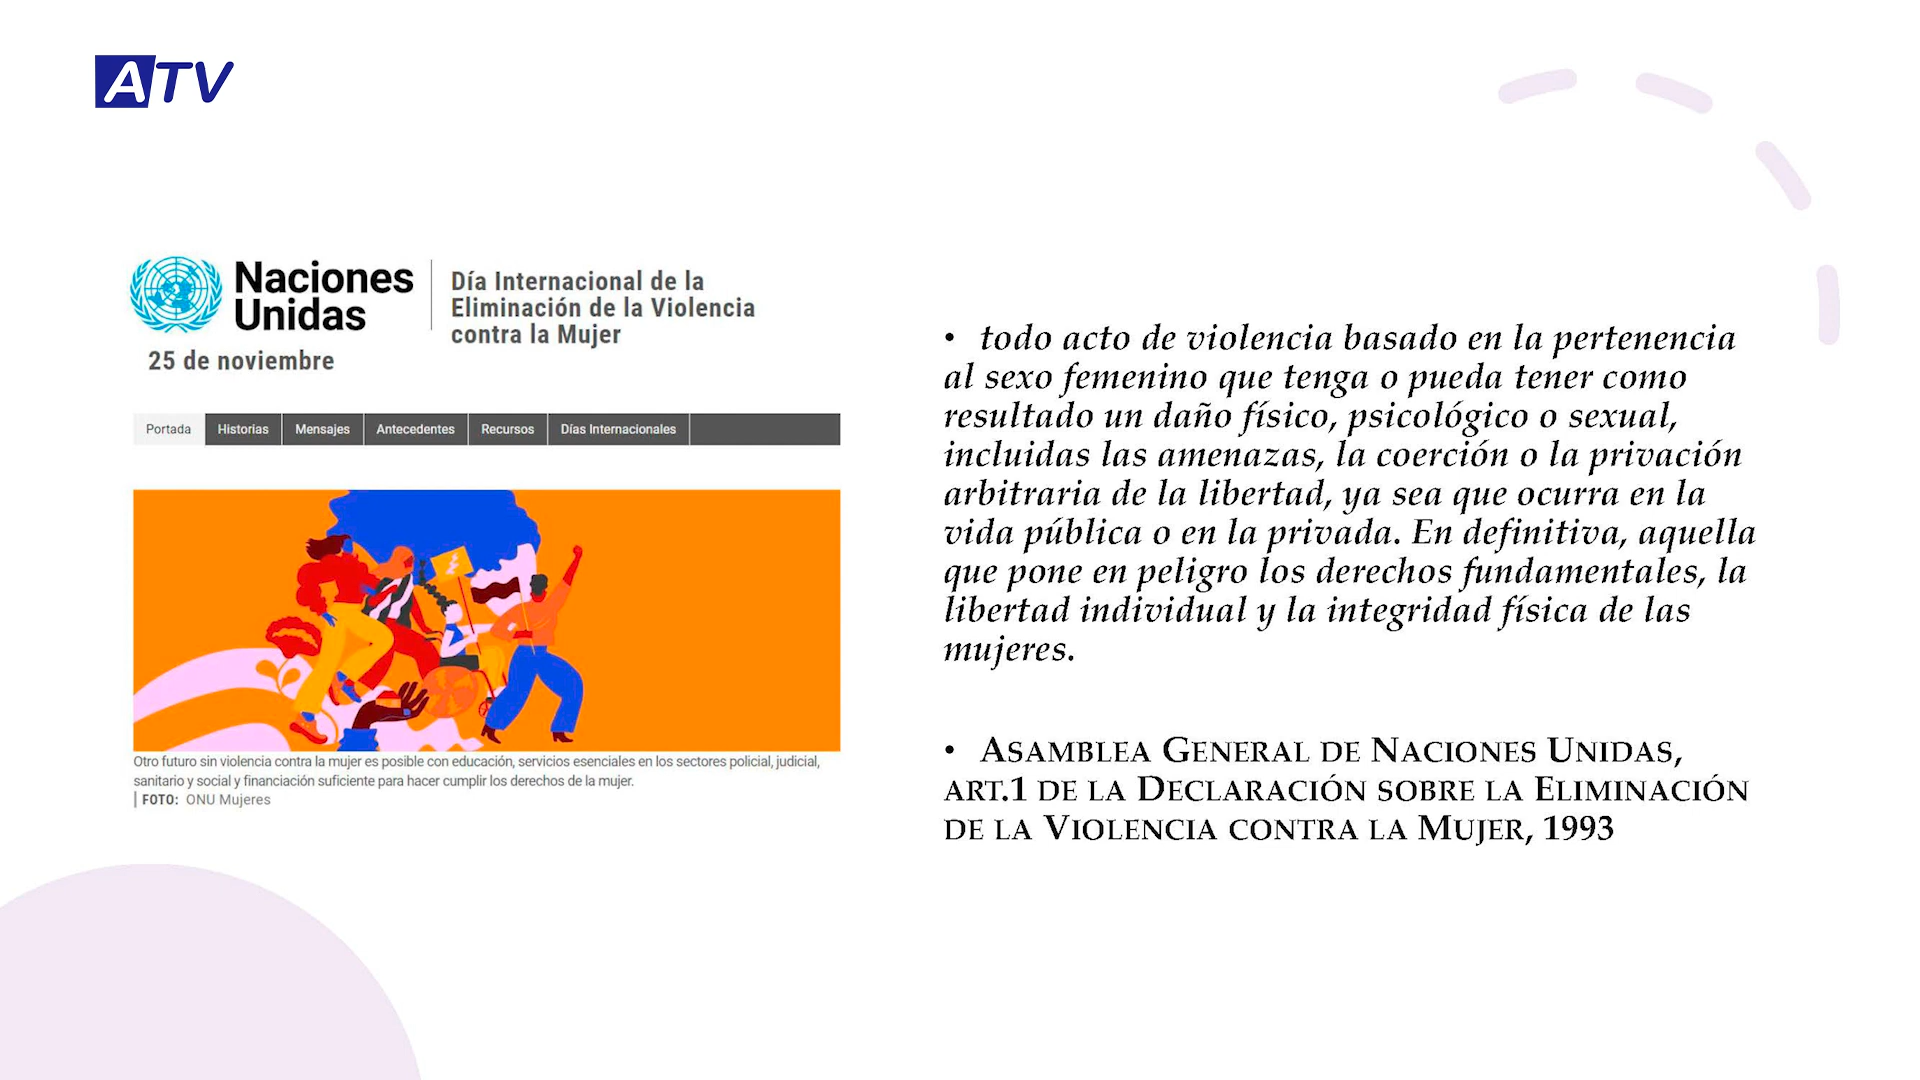 ATV
Naciones
Unidas
Día Internacional de la
Eliminación de la Violencia
contra la Mujer
25 de noviembre
Portada Historias Mensajes Antecedentes Recursos Días Internacionales
Otro futuro sin violencia contra la mujer es posible con educación, servicios esenciales en los sectores policial, judicial,
sanitario y social y financiación suficiente para hacer cumplir los derechos de la mujer.
| FOTO: ONU Mujeres
• todo acto de violencia basado en la pertenencia
al sexo femenino que tenga o pueda tener como
resultado un daño físico, psicológico o sexual,
incluidas las amenazas, la coerción o la privación
arbitraria de la libertad, ya sea que ocurra en la
vida pública o en la privada. En definitiva, aquella
que pone en peligro los derechos fundamentales, la
libertad individual y la integridad física de las
mujeres.
• Asamblea General de Naciones Unidas,
art.1 de la Declaración sobre la Eliminación
de la Violencia contra la Mujer, 1993